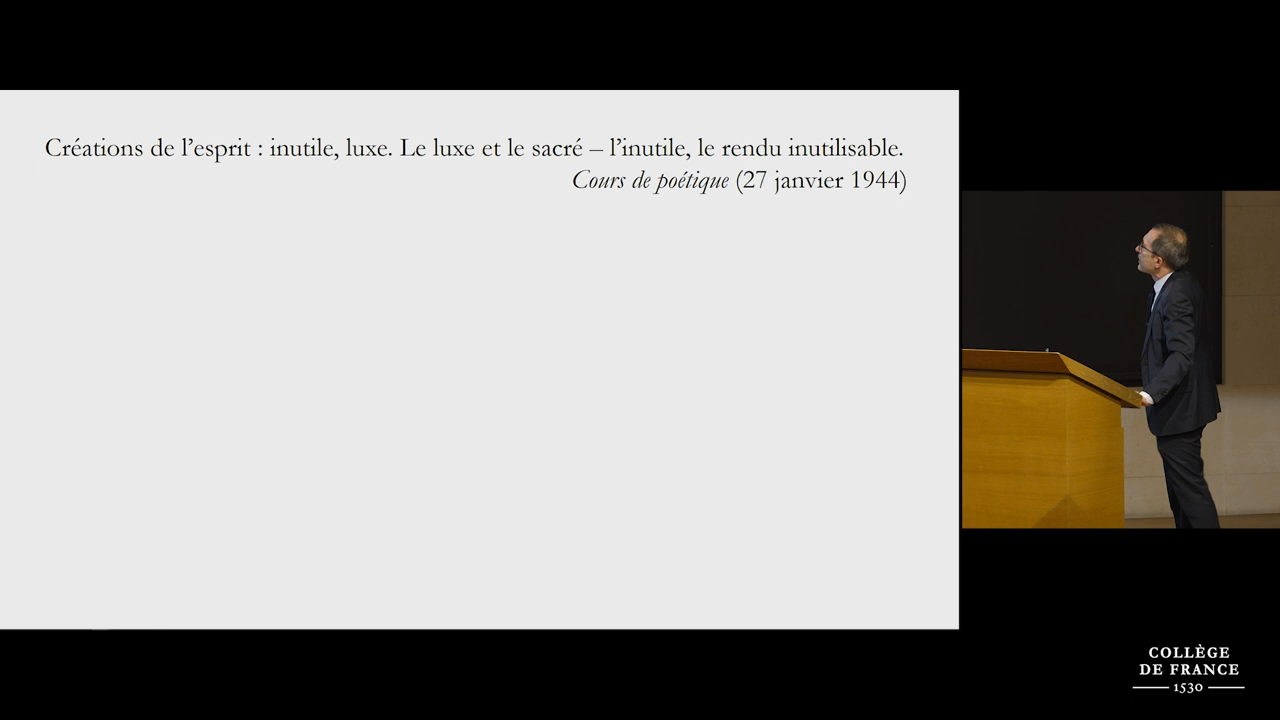 Créations de l’esprit : inutile, luxe. Le luxe et le sacré – l’inutile, le rendu inutilisable.
Cours de poétique (27 janvier 1944)
COLLÈGE
DE FRANCE
1530